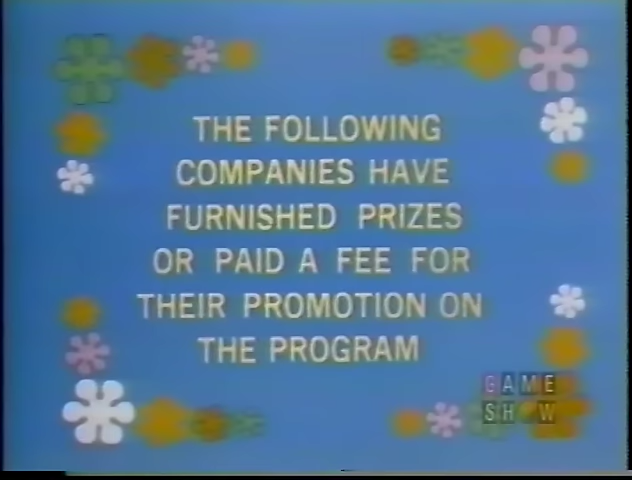 THE FOLLOWING
COMPANIES HAVE
FURNISHED PRIZES
OR PAID A FEE FOR
THEIR PROMOTION ON
THE PROGRAM
GAME
SHOW